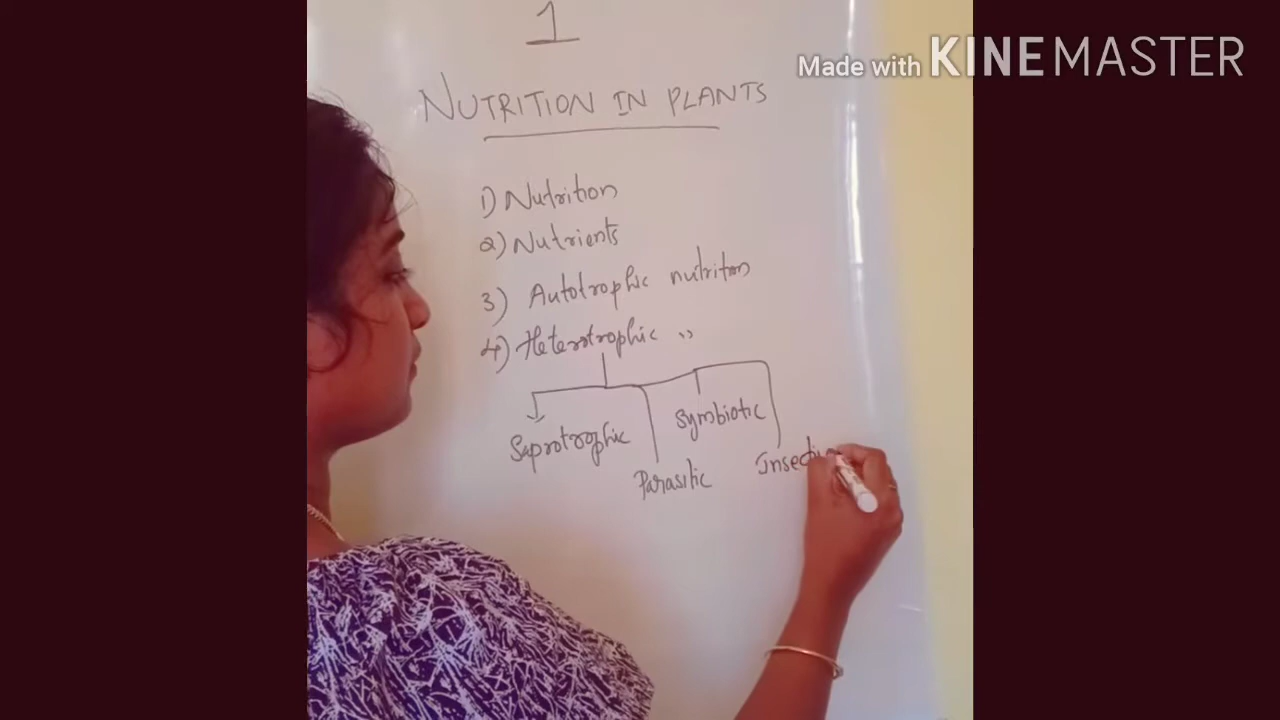 1
Made with KINEMASTER
NUTRITION IN PLANTS
1) Nutrition
2) Nutrients
3) Autotrophic nutrition
4) Heterotrophic ,,
Saprotrophic
Symbiotic
Parasitic
Insecti